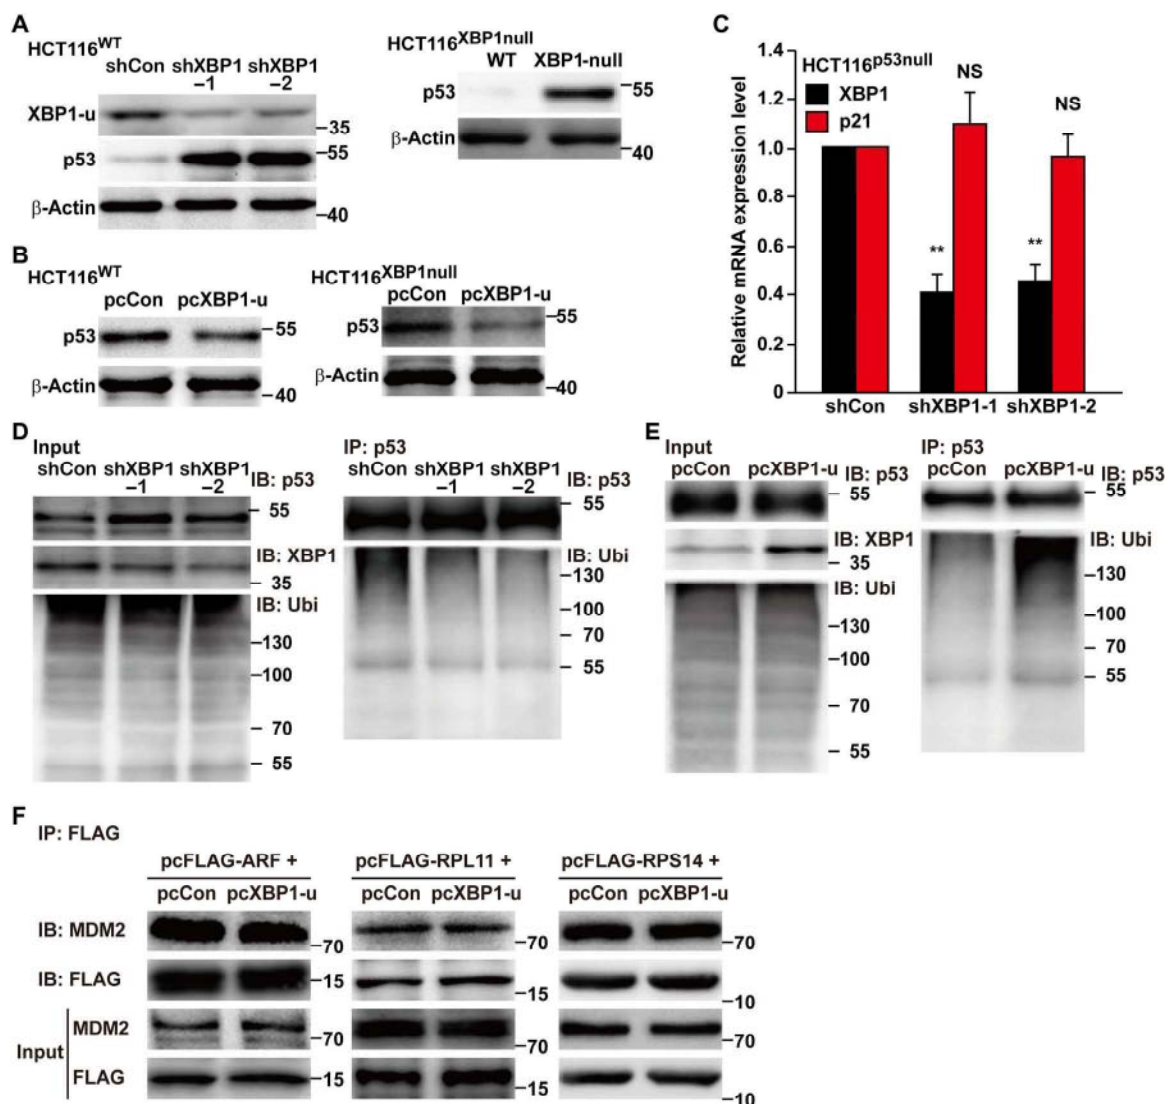 A
HCT116WT
shCon shXBP1 shXBP1
–1 –2
XBP1-u
–35
p53
–55
β-Actin
–40
HCT116XBP1null
WT XBP1-null
p53
–55
β-Actin
40
B
HCT116WT
pcCon pcXBP1-u
p53
–55
β-Actin
–40
HCT116XBP1null
pcCon pcXBP1-u
p53
–55
β-Actin
–40
C
HCT116p53null
XBP1
p21
Relative mRNA expression level
1.4
1.2
1.0
0.8
0.6
0.4
0.2
0
NS
NS
**
**
shCon shXBP1-1 shXBP1-2
D
Input
shCon shXBP1 shXBP1
–1 –2
IB: p53
– 55
IB: XBP1
– 35
IB: Ubi
–130
–100
– 70
– 55
IP: p53
shCon shXBP1 shXBP1
–1 –2
IB: p53
– 55
IB: Ubi
– 130
– 100
– 70
– 55
E
Input
pcCon pcXBP1-u
IB: p53
– 55
IB: XBP1
– 35
IB: Ubi
–130
–100
– 70
– 55
IP: p53
pcCon pcXBP1-u
IB: p53
– 55
IB: Ubi
–130
–100
– 70
– 55
F
IP: FLAG
pcFLAG-ARF + pcFLAG-RPL11 + pcFLAG-RPS14 +
pcCon pcXBP1-u pcCon pcXBP1-u pcCon pcXBP1-u
IB: MDM2 –70 –70 –70
IB: FLAG –15 –15 –10
Input
MDM2 –70 –70 –70
FLAG –15 –15 –10